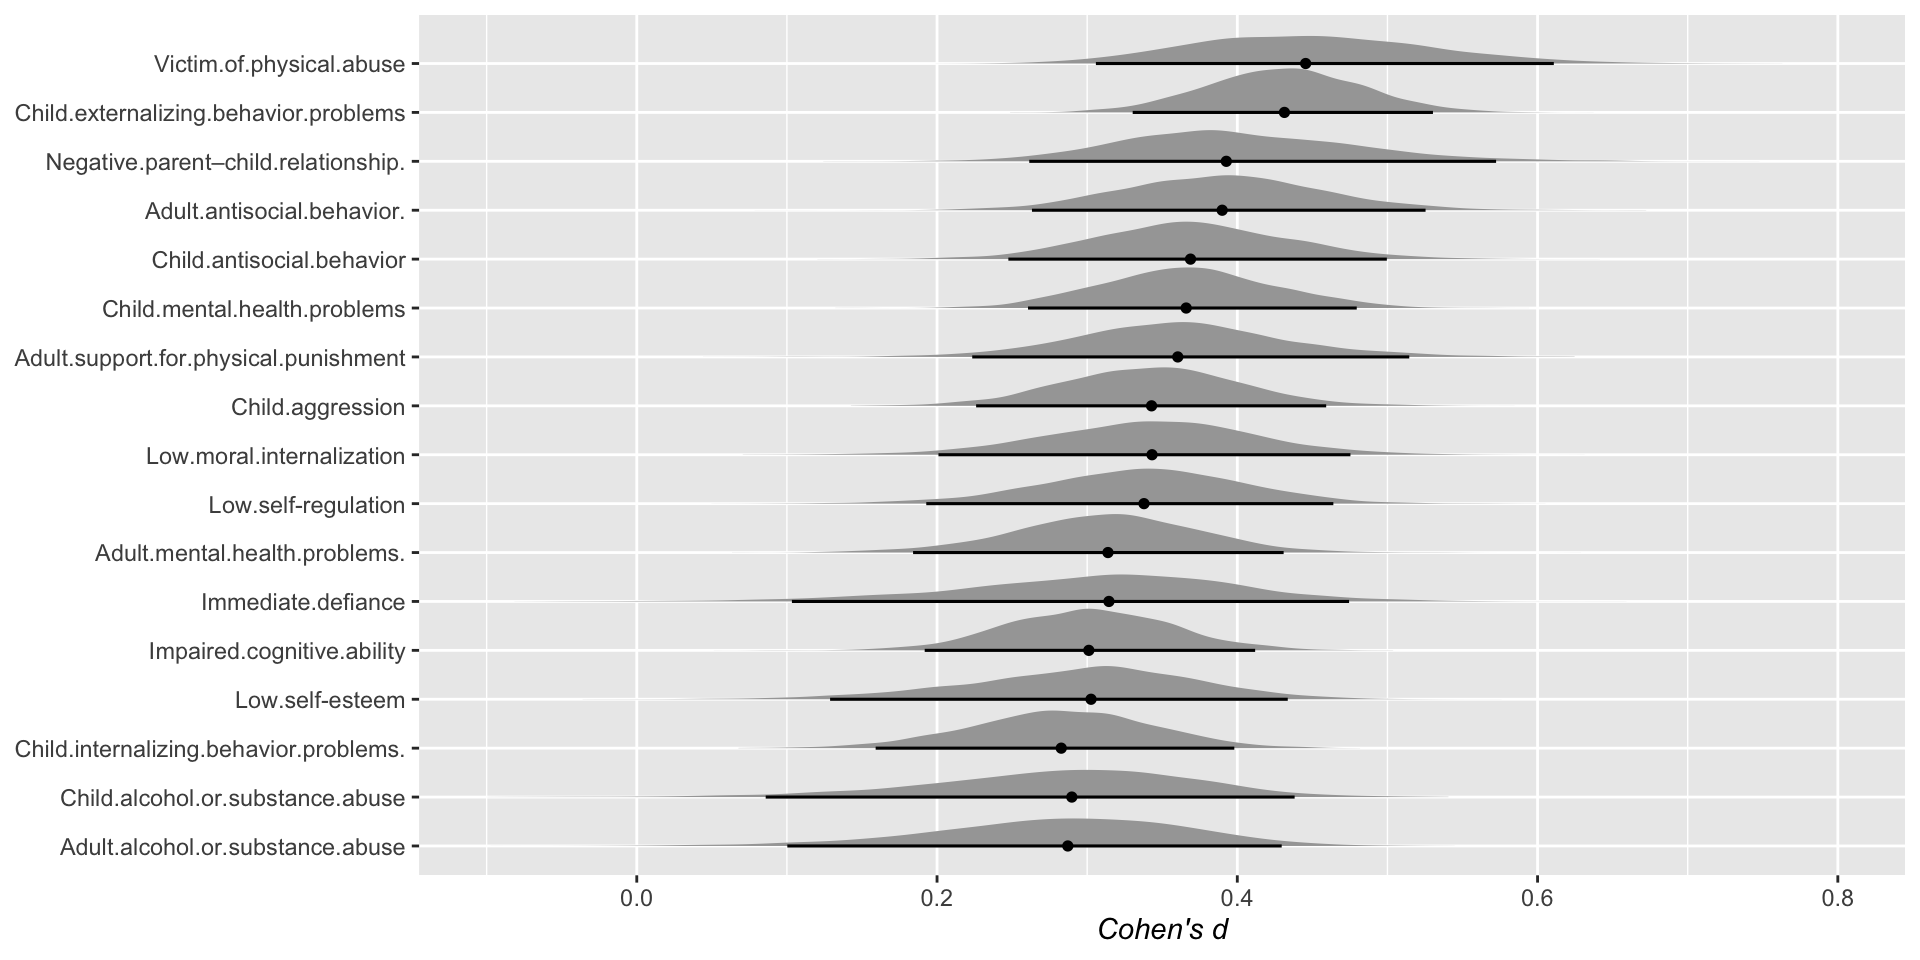 Victim.of.physical.abuse
Child.externalizing.behavior.problems
Negative.parent–child.relationship.
Adult.antisocial.behavior.
Child.antisocial.behavior
Child.mental.health.problems
Adult.support.for.physical.punishment
Child.aggression
Low.moral.internalization
Low.self-regulation
Adult.mental.health.problems.
Immediate.defiance
Impaired.cognitive.ability
Low.self-esteem
Child.internalizing.behavior.problems.
Child.alcohol.or.substance.abuse
Adult.alcohol.or.substance.abuse
0.0 0.2 0.4 0.6 0.8
Cohen's d